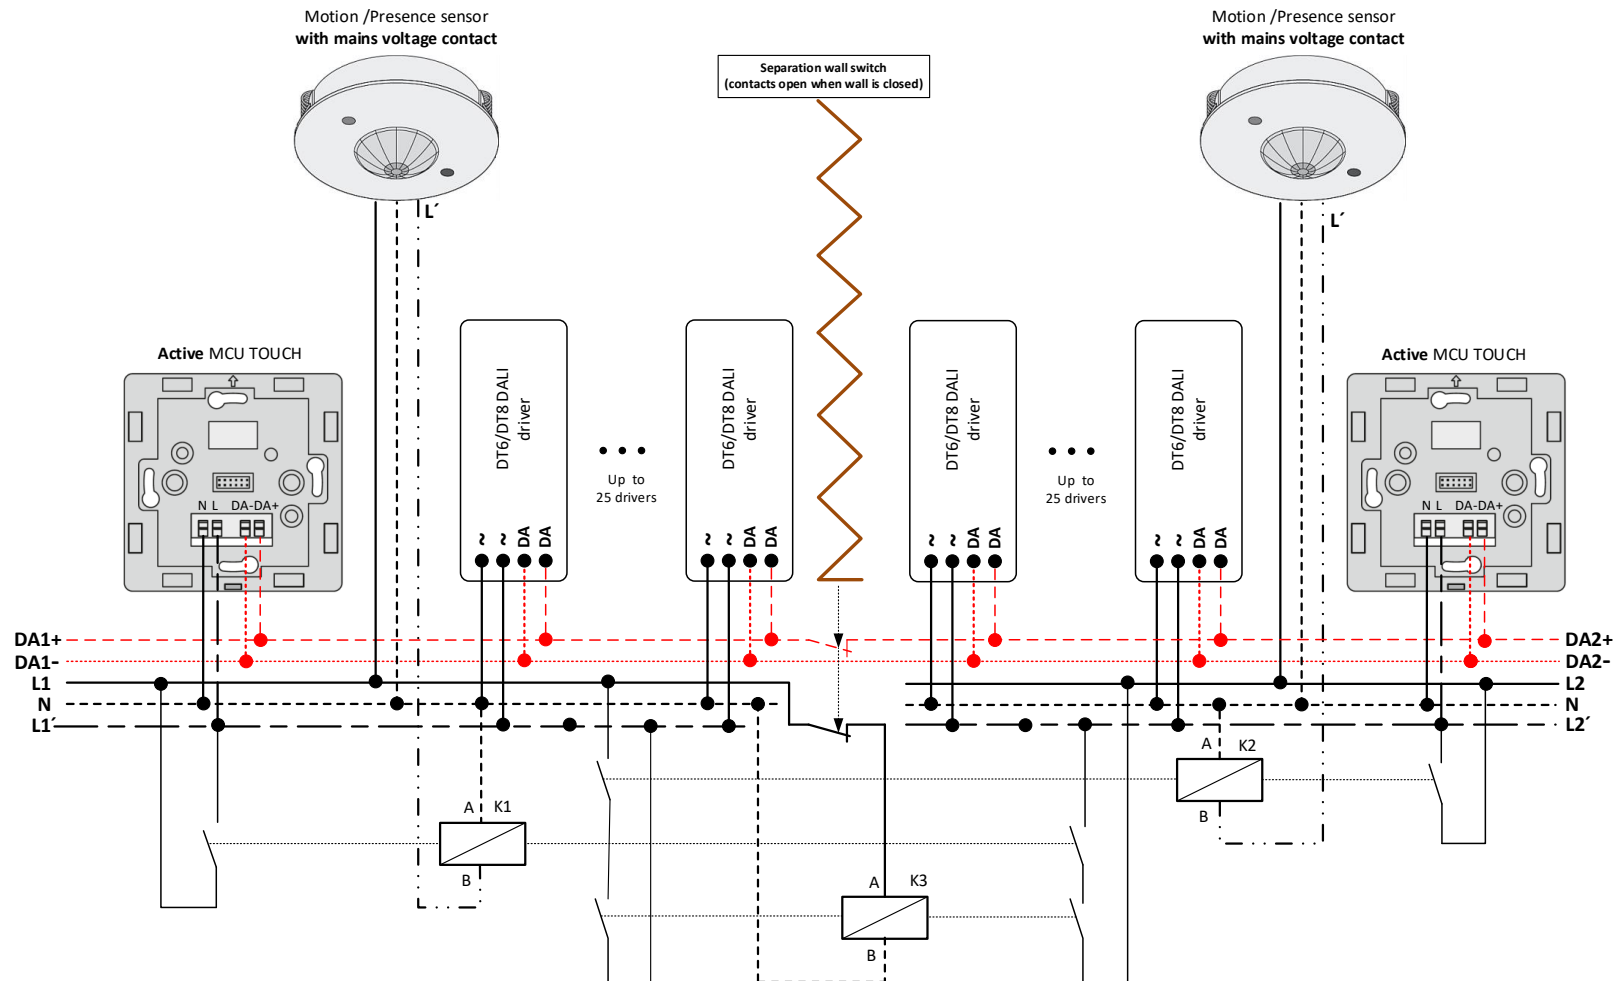 Motion /Presence sensor
with mains voltage contact
Motion /Presence sensor
with mains voltage contact
Separation wall switch
(contacts open when wall is closed)
L´
L´
Active MCU TOUCH
Active MCU TOUCH
DT6/DT8 DALI
driver
DT6/DT8 DALI
driver
DT6/DT8 DALI
driver
DT6/DT8 DALI
driver
Up to
25 drivers
Up to
25 drivers
N L DA- DA+
N L DA- DA+
~ ~ DA DA
~ ~ DA DA
~ ~ DA DA
~ ~ DA DA
DA1+
DA1-
L1
N
L1´
DA2+
DA2-
L2
N
L2´
A K2
B
A K1
B
A K3
B